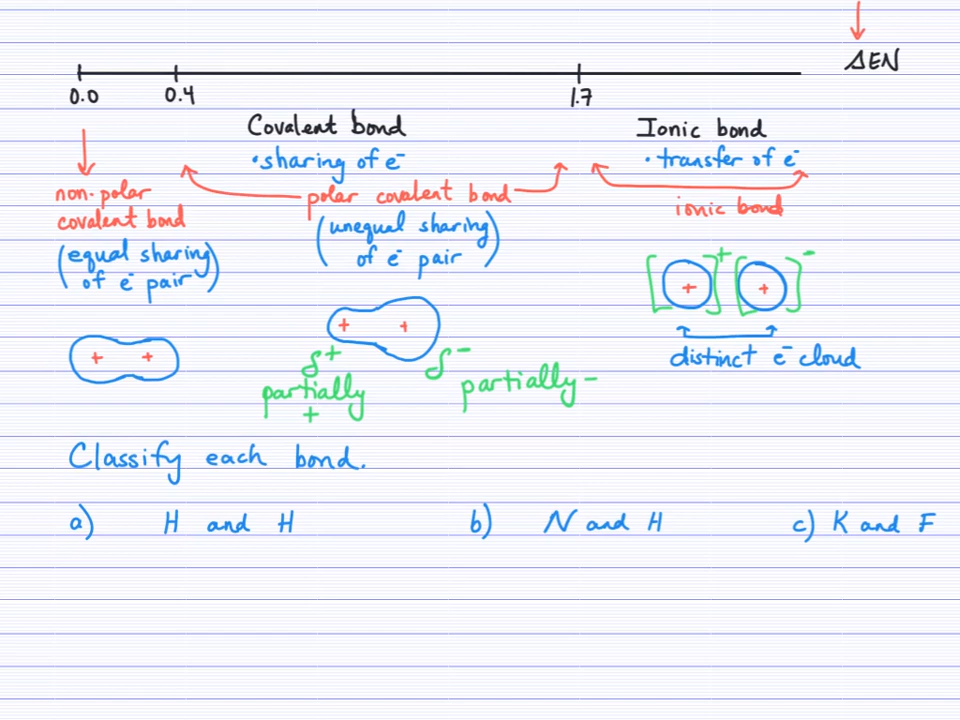 ΔEN
0.0 0.4 1.7
Covalent bond
• sharing of e⁻
Ionic bond
• transfer of e⁻
non-polar
covalent bond
(equal sharing
of e⁻ pair)
polar covalent bond
(unequal sharing
of e⁻ pair)
ionic bond
[+]⁺ [+]⁻
distinct e⁻ cloud
+ +
+ +
δ⁺
partially
+
δ⁻
partially −
Classify each bond.
a) H and H b) N and H c) K and F